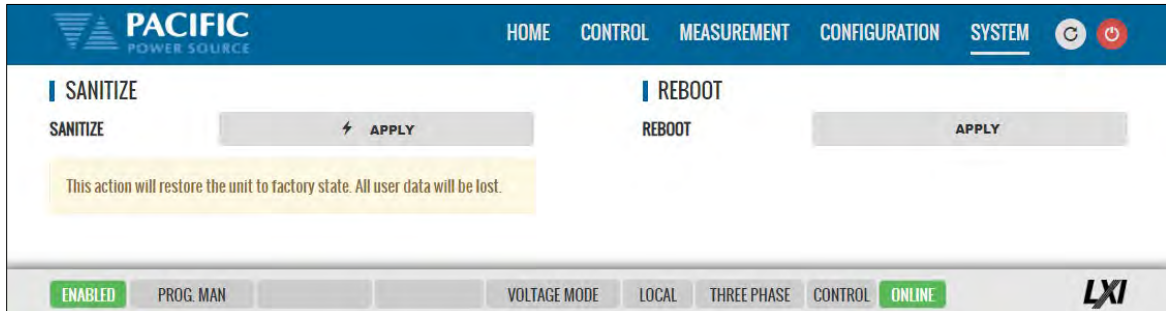 PACIFIC
POWER SOURCE
HOME CONTROL MEASUREMENT CONFIGURATION SYSTEM
SANITIZE
SANITIZE APPLY
This action will restore the unit to factory state. All user data will be lost.
REBOOT
REBOOT APPLY
ENABLED PROG. MAN VOLTAGE MODE LOCAL THREE PHASE CONTROL ONLINE LXI